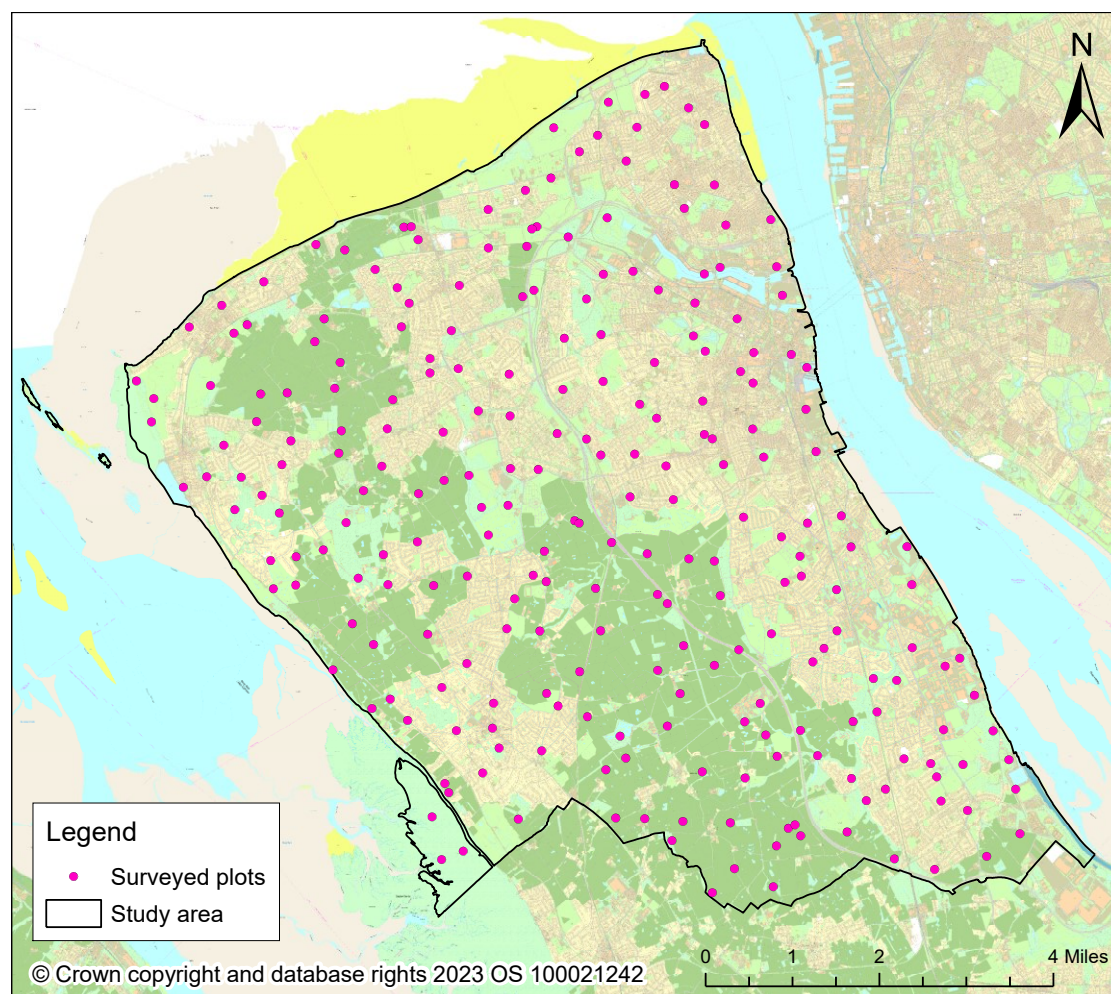 N
Legend
Surveyed plots
Study area
© Crown copyright and database rights 2023 OS 100021242
0 1 2 4 Miles